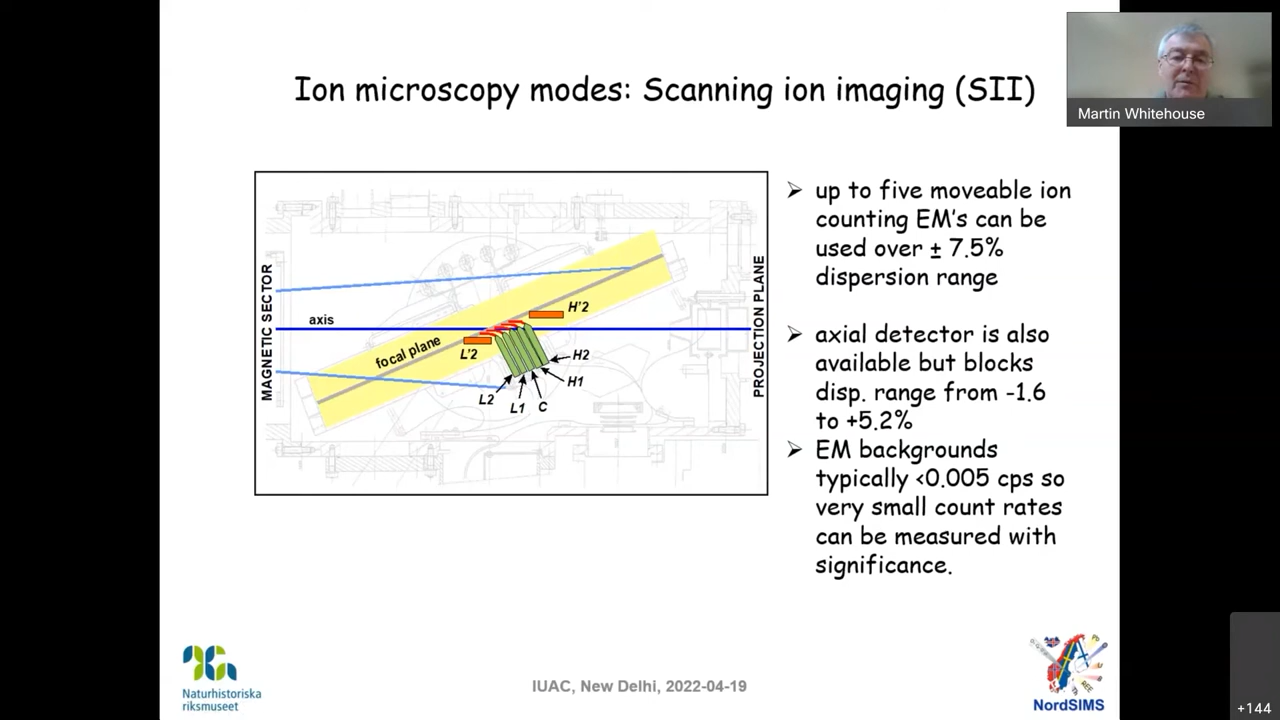 Ion microscopy modes: Scanning ion imaging (SII)
Martin Whitehouse
MAGNETIC SECTOR
axis
focal plane
L'2
H'2
L2
L1
C
H1
H2
PROJECTION PLANE
➢ up to five moveable ion
counting EM's can be
used over ± 7.5%
dispersion range
➢ axial detector is also
available but blocks
disp. range from -1.6
to +5.2%
➢ EM backgrounds
typically <0.005 cps so
very small count rates
can be measured with
significance.
Naturhistoriska
riksmuseet
IUAC, New Delhi, 2022-04-19
NordSIMS
+144